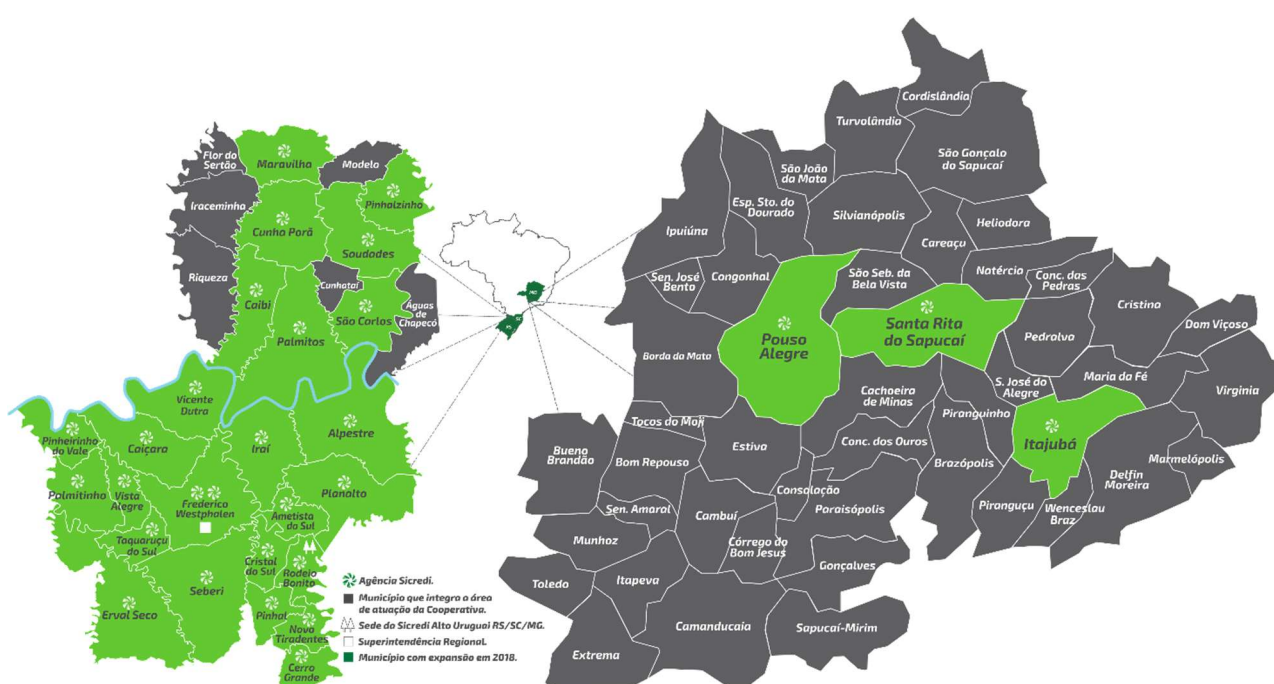 Flor do
Sertão
Maravilha
Modelo
Iraceminha
Pinhalzinho
Cunha Porã
Saudades
Riqueza
Cunhataí
Caibi
São Carlos
Águas
de
Chapecó
Palmitos
Vicente
Dutra
Pinheirinho
do Vale
Caiçara
Iraí
Alpestre
Palmitinho
Vista
Alegre
Frederico
Westphalen
Planalto
Ametista
do Sul
Taquaruçu
do Sul
Cristal
do Sul
Rodeio
Bonito
Seberi
Erval Seco
Pinhal
Novo
Tiradentes
Cerro
Grande
MG
SC
RS
Agência Sicredi.
Município que integra a área
de atuação da Cooperativa.
Sede da Sicredi Alto Uruguai RS/SC/MG.
Superintendência Regional.
Município com expansão em 2018.
Cordislândia
Turvolândia
São Gonçalo
do Sapucaí
São João
da Mata
Esp. Sto. do
Dourado
Silvianópolis
Heliodora
Ipuiúna
Careaçu
Natércia
Sen. José
Bento
Congonhal
São Seb. da
Bela Vista
Conc. das
Pedras
Cristina
Dom Viçoso
Pouso
Alegre
Santa Rita
do Sapucaí
Pedralva
Borda da Mata
S. José do
Alegre
Maria da Fé
Virginia
Cachoeira
de Minas
Piranguinho
Tocos do Moji
Itajubá
Bueno
Brandão
Estiva
Conc. dos Ouros
Bom Repouso
Brazópolis
Marmelópolis
Delfin
Moreira
Consolação
Paraisópolis
Piranguçu
Wenceslau
Braz
Sen. Amaral
Cambuí
Munhoz
Córrego do
Bom Jesus
Gonçalves
Toledo
Itapeva
Camanducaia
Sapucaí-Mirim
Extrema